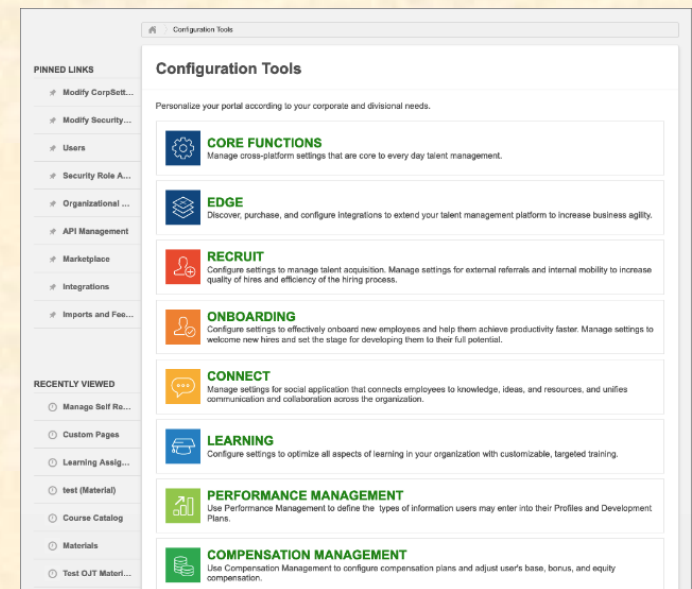 Configuration Tools
PINNED LINKS
Modify CorpSett...
Modify Security...
Users
Security Role A...
Organizational ...
API Management
Marketplace
Integrations
Imports and Fee...
RECENTLY VIEWED
Manage Self Re...
Custom Pages
Learning Assig...
test (Material)
Course Catalog
Materials
Test OJT Materi...
Configuration Tools
Personalize your portal according to your corporate and divisional needs.
CORE FUNCTIONS
Manage cross-platform settings that are core to every day talent management.
EDGE
Discover, purchase, and configure integrations to extend your talent management platform to increase business agility.
RECRUIT
Configure settings to manage talent acquisition. Manage settings for external referrals and internal mobility to increase
quality of hires and efficiency of the hiring process.
ONBOARDING
Configure settings to effectively onboard new employees and help them achieve productivity faster. Manage settings to
welcome new hires and set the stage for developing them to their full potential.
CONNECT
Manage settings for social application that connects employees to knowledge, ideas, and resources, and unifies
communication and collaboration across the organization.
LEARNING
Configure settings to optimize all aspects of learning in your organization with customizable, targeted training.
PERFORMANCE MANAGEMENT
Use Performance Management to define the types of information users may enter into their Profiles and Development
Plans.
COMPENSATION MANAGEMENT
Use Compensation Management to configure compensation plans and adjust user's base, bonus, and equity
compensation.